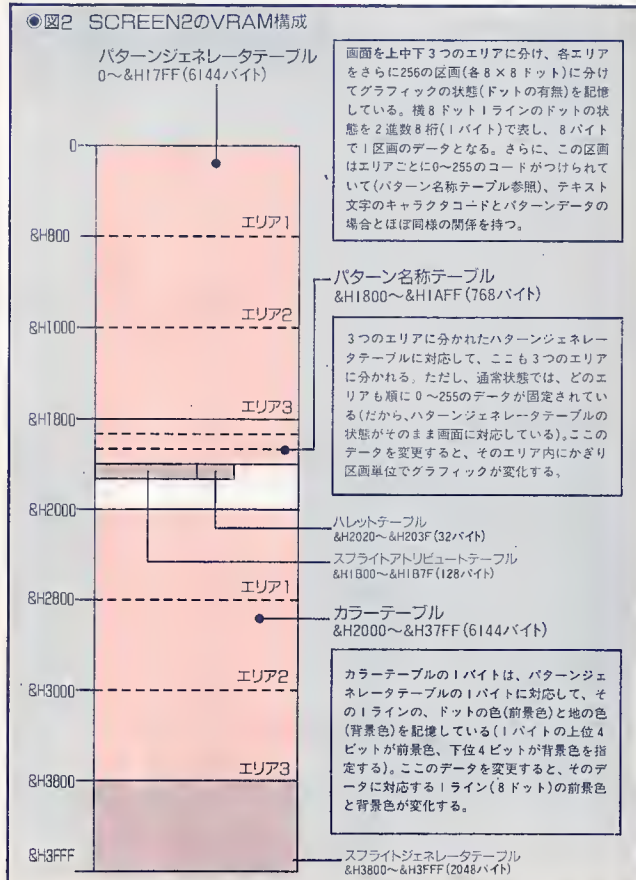 ●図2 SCREEN2のVRAM構成
パターンジェネレータテーブル
0〜&H17FF(6144バイト)
画面を上中下3つのエリアに分け、各エリア
をさらに256の区画(各8×8ドット)に分け
てグラフィックの状態(ドットの有無)を記憶
している。横8ドット1ラインのドットの状
態を2進数8桁(1バイト)で表し、8バイト
で1区画のデータとなる。さらに、この区画
はエリアごとに0〜255のコードがつけられて
いて(パターン名称テーブル参照)、テキスト
文字のキャラクタコードとパターンデータの
場合とほぼ同様の関係を持つ。
0
エリア1
&H800
エリア2
&H1000
エリア3
&H1800
パターン名称テーブル
&H1800〜&H1AFF(768バイト)
3つのエリアに分かれたパターンジェネレー
タテーブルに対応して、ここも3つのエリア
に分かれる。ただし、通常状態では、どのエ
リアも順に0〜255のデータが固定されてい
る(だから、パターンジェネレータテーブルの
状態がそのまま画面に対応している)。ここの
データを変更すると、そのエリア内にかぎり
区画単位でグラフィックが変化する。
&H2000
パレットテーブル
&H2020〜&H203F(32バイト)
スプライトアトリビュートテーブル
&H1B00〜&H1B7F(128バイト)
エリア1
&H2800
カラーテーブル
&H2000〜&H37FF(6144バイト)
エリア2
&H3000
エリア3
&H3800
カラーテーブルの1バイトは、パターンジェ
ネレータテーブルの1バイトに対応して、そ
の1ラインの、ドットの色(前景色)と地の色
(背景色)を記憶している(1バイトの上位4
ビットが前景色、下位4ビットが背景色を指
定する)。ここのデータを変更すると、そのデ
ータに対応する1ライン(8ドット)の前景色
と背景色が変化する。
&H3FFF
スプライトジェネレータテーブル
&H3800〜&H3FFF(2048バイト)